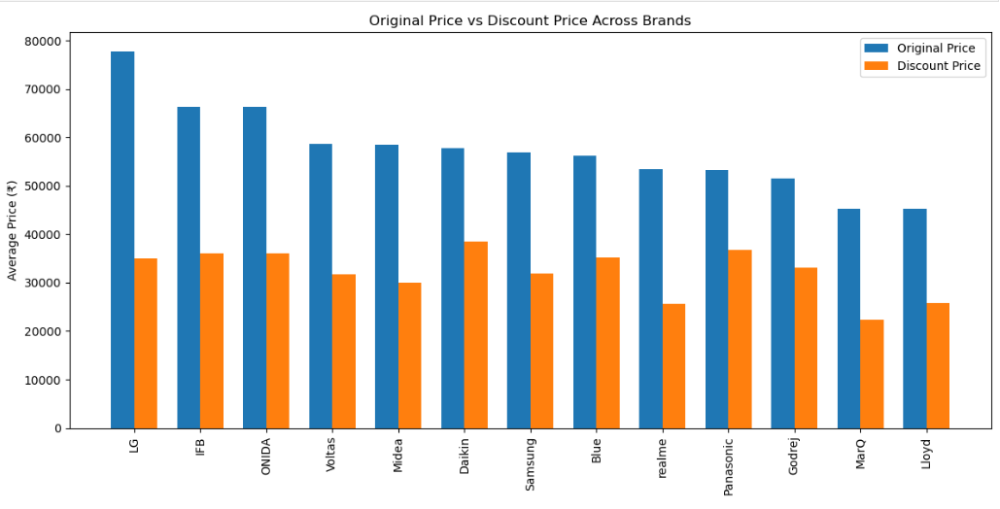 Original Price vs Discount Price Across Brands
Original Price
Discount Price
80000
70000
60000
50000
40000
30000
20000
10000
0
Average Price (₹)
LG
IFB
ONIDA
Voltas
Midea
Daikin
Samsung
Blue
realme
Panasonic
Godrej
MarQ
Lloyd